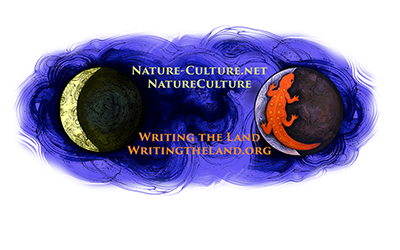 Nature-Culture.net
NatureCulture
Writing the Land
Writingtheland.org